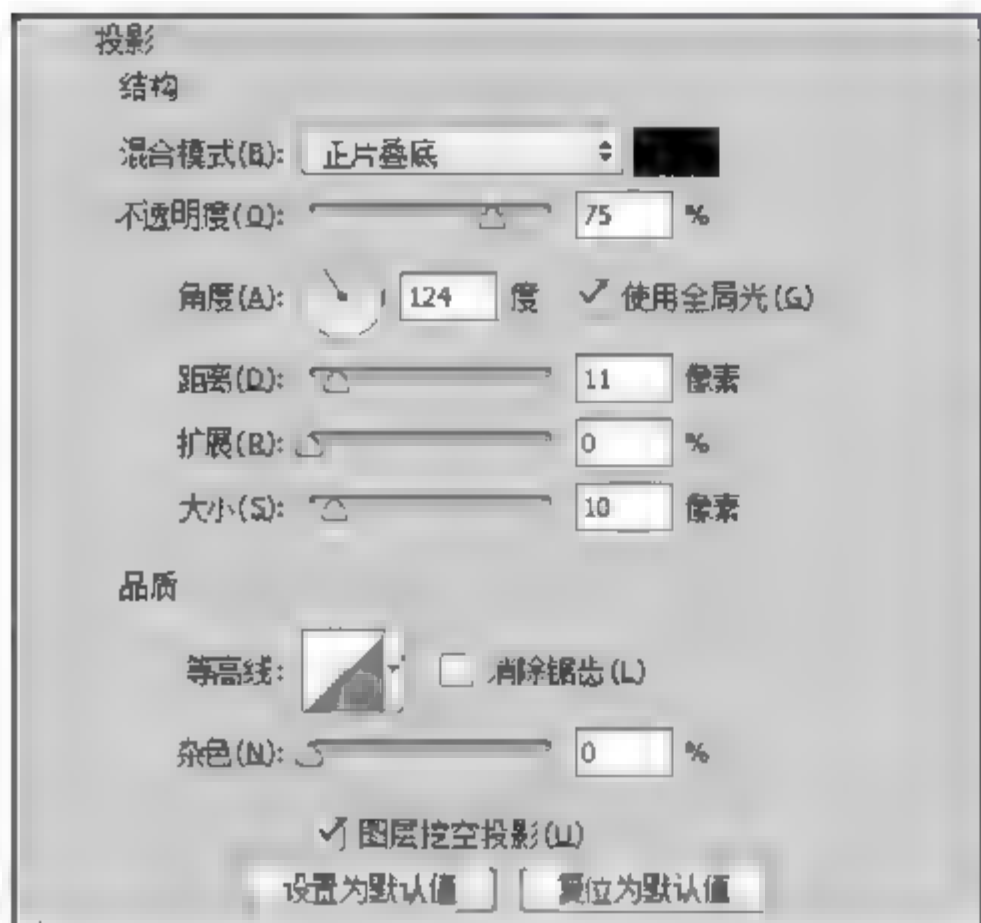 投影
结构
混合模式(B): 正片叠底
不透明度(O): 75 %
角度(A): 124 度 使用全局光(G)
距离(D): 11 像素
扩展(R): 0 %
大小(S): 10 像素
品质
等高线: 消除锯齿(L)
杂色(N): 0 %
图层挖空投影(U)
设置为默认值 复位为默认值